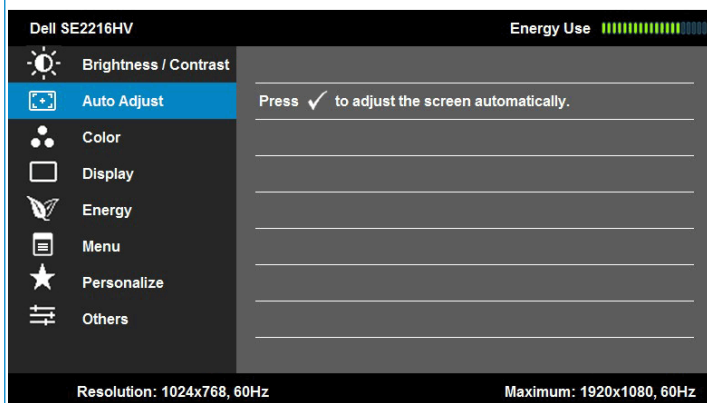 Dell SE2216HV Energy Use
Brightness / Contrast
Auto Adjust Press ✓ to adjust the screen automatically.
Color
Display
Energy
Menu
Personalize
Others
Resolution: 1024x768, 60Hz Maximum: 1920x1080, 60Hz